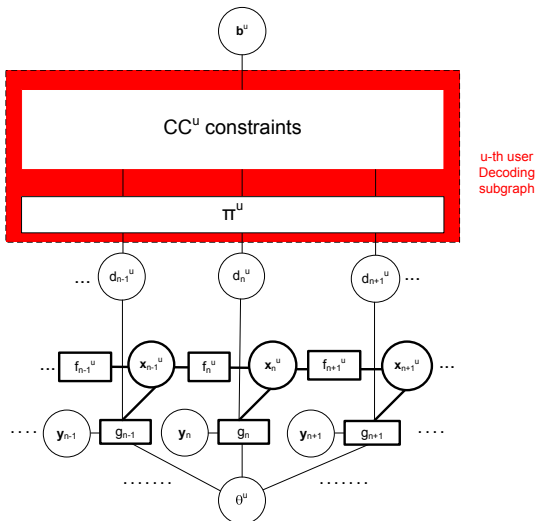 b^u
CC^u constraints
u-th user
Decoding
subgraph
π^u
... d_{n-1}^u d_n^u d_{n+1}^u ...
... f_{n-1}^u x_{n-1}^u f_n^u x_n^u f_{n+1}^u x_{n+1}^u ...
.... y_{n-1} g_{n-1} y_n g_n y_{n+1} g_{n+1} ....
....... θ^u .......